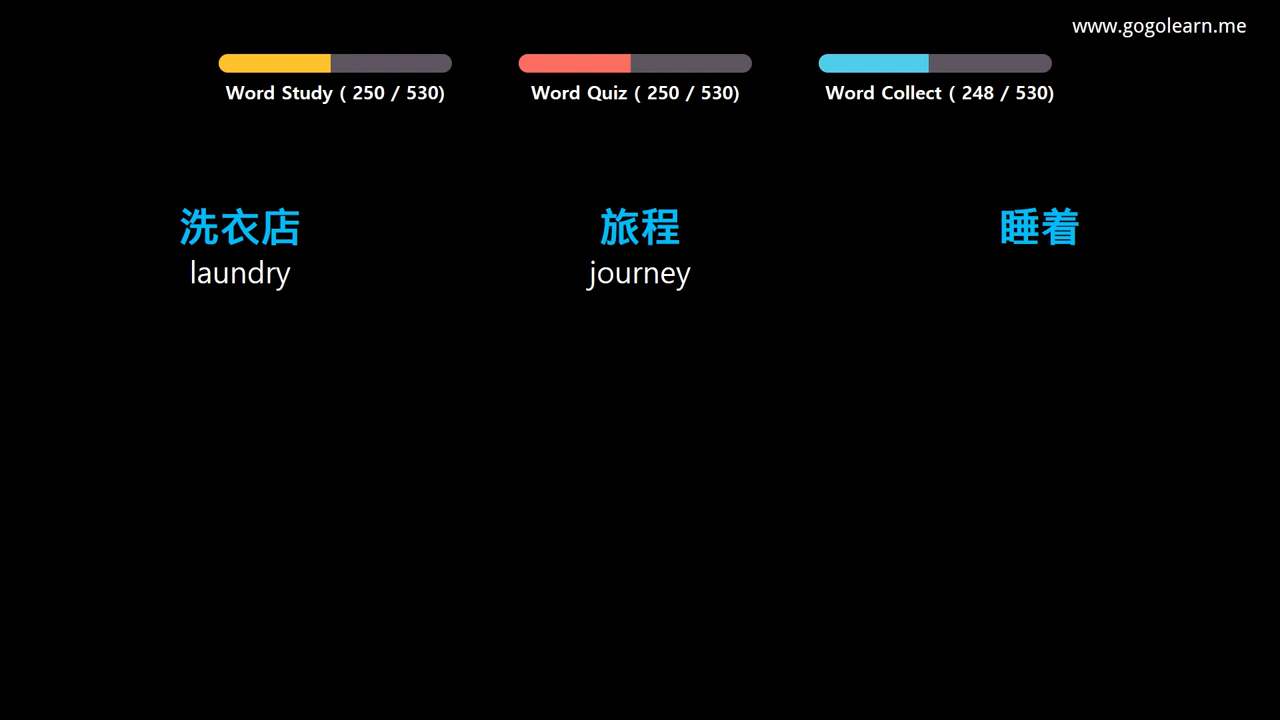 www.gogolearn.me
Word Study ( 250 / 530)
Word Quiz ( 250 / 530)
Word Collect ( 248 / 530)
洗衣店
laundry
旅程
journey
睡着